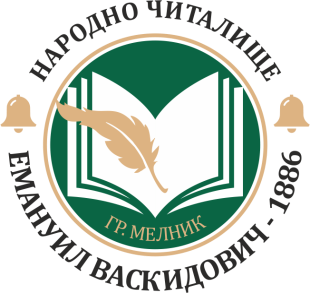 НАРОДНО ЧИТАЛИЩЕ
ГР. МЕЛНИК
ЕМАНУИЛ ВАСКИДОВИЧ - 1886